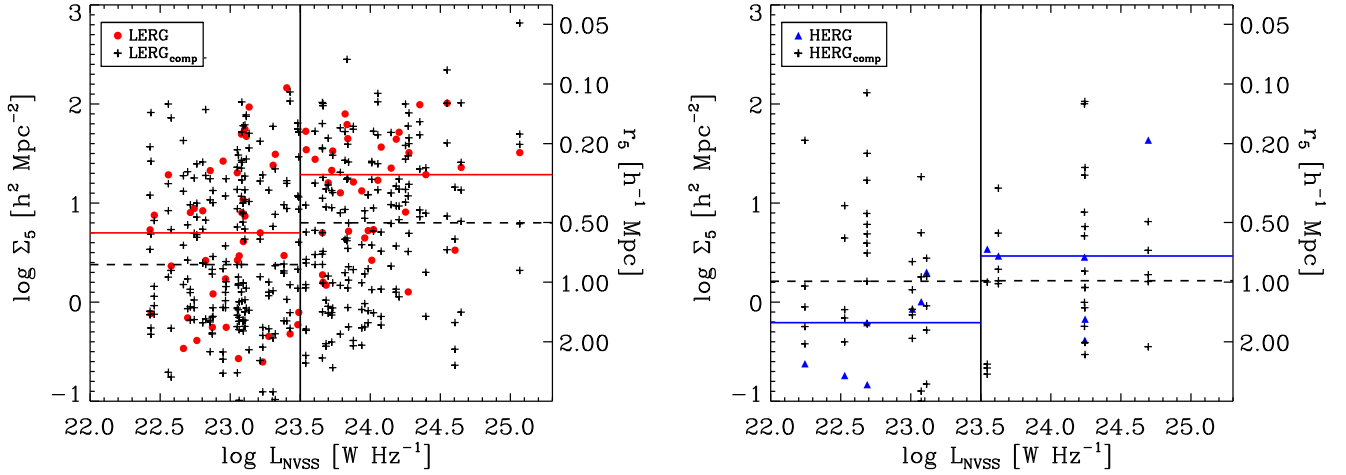 LERG
LERG_comp
log Σ₅ [h² Mpc⁻²]
2
1
0
−1
22.0 22.5 23.0 23.5 24.0 24.5 25.0
log L_NVSS [W Hz⁻¹]
0.05
0.10
0.20
0.50
1.00
2.00
r₅ [h⁻¹ Mpc]
HERG
HERG_comp
log Σ₅ [h² Mpc⁻²]
3
2
1
0
−1
22.0 22.5 23.0 23.5 24.0 24.5 25.0
log L_NVSS [W Hz⁻¹]
0.05
0.10
0.20
0.50
1.00
2.00
r₅ [h⁻¹ Mpc]